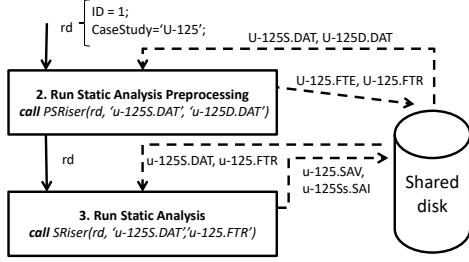 rd
ID = 1;
CaseStudy='U-125';
U-125S.DAT, U-125D.DAT
2. Run Static Analysis Preprocessing
call PSRiser(rd, 'u-125S.DAT', 'u-125D.DAT')
U-125.FTE, U-125.FTR
rd
u-125S.DAT, u-125.FTR
u-125.SAV,
u-125Ss.SAI
Shared
disk
3. Run Static Analysis
call SRiser(rd, 'u-125S.DAT','u-125.FTR')